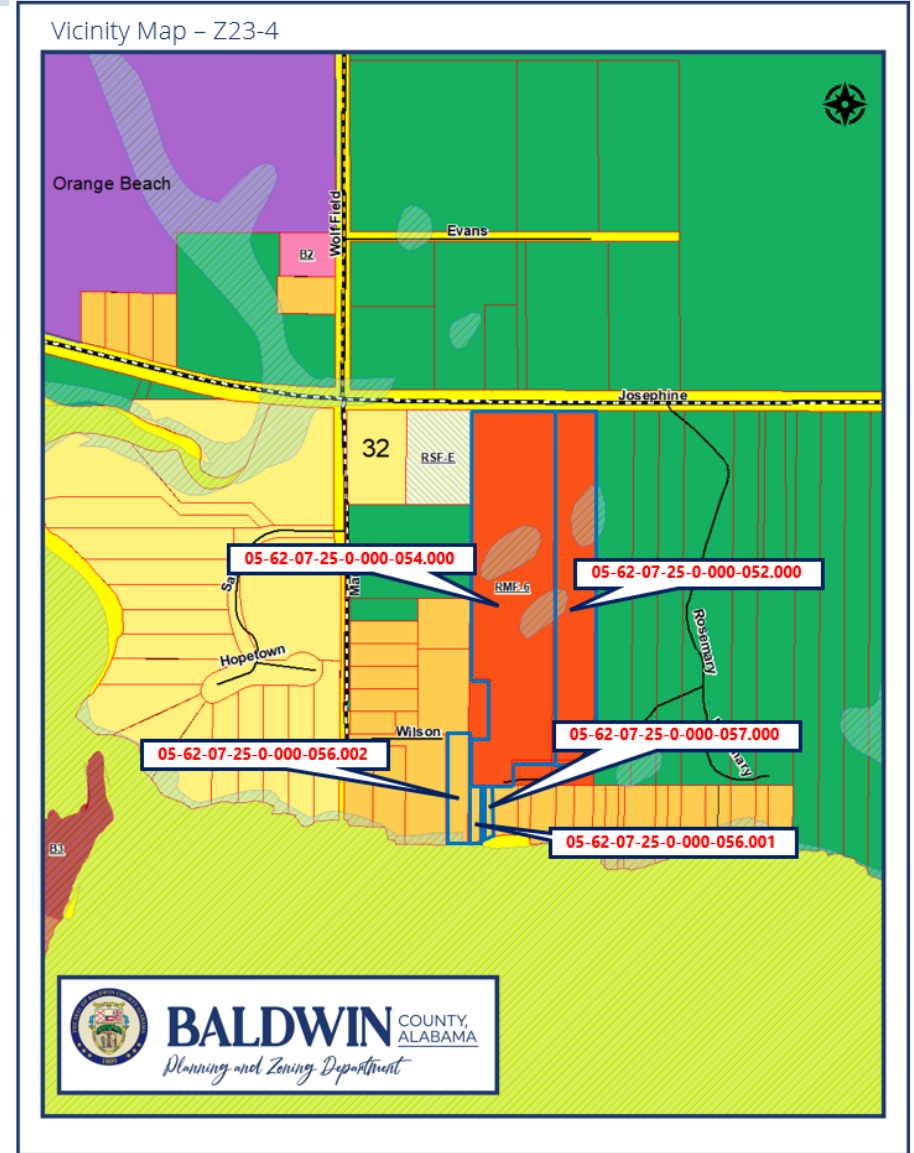 Vicinity Map – Z23-4
Orange Beach
Wolf Field
B2
Evans
Josephine
32
RSF-E
05-62-07-25-0-000-054.000
05-62-07-25-0-000-052.000
RMF-6
Hopetown
Rosemary
Wilson
05-62-07-25-0-000-057.000
05-62-07-25-0-000-056.002
05-62-07-25-0-000-056.001
B3
BALDWIN COUNTY,
ALABAMA
Planning and Zoning Department